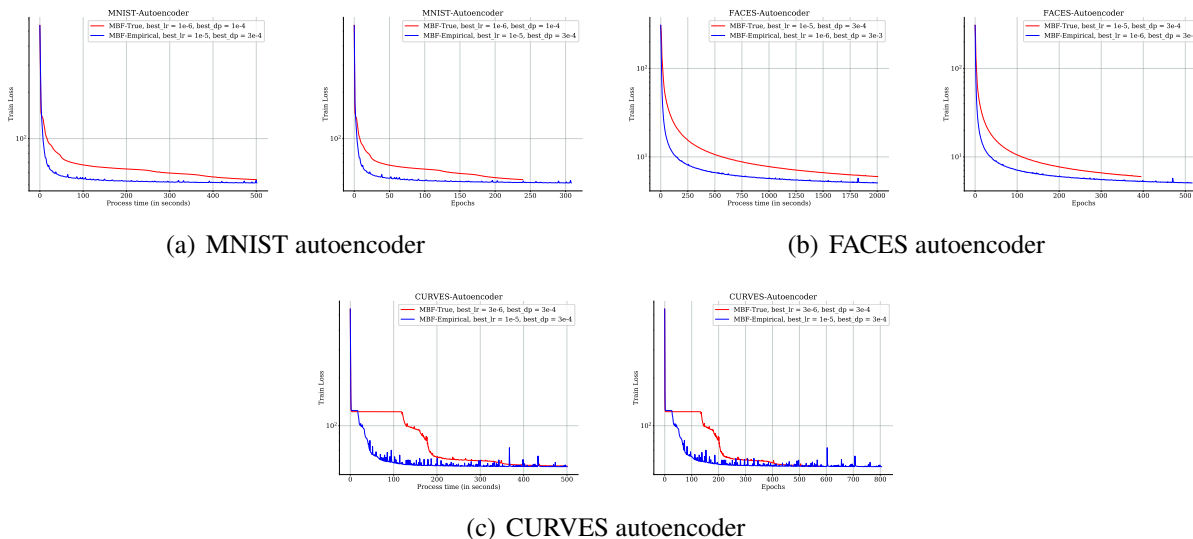 MNIST-Autoencoder
MBF-True, best_lr = 1e-6, best_dp = 1e-4
MBF-Empirical, best_lr = 1e-5, best_dp = 3e-4
Train Loss
10²
0 100 200 300 400 500
Process time (in seconds)
MNIST-Autoencoder
MBF-True, best_lr = 1e-6, best_dp = 1e-4
MBF-Empirical, best_lr = 1e-5, best_dp = 3e-4
Train Loss
10²
0 50 100 150 200 250 300
Epochs
(a) MNIST autoencoder
FACES-Autoencoder
MBF-True, best_lr = 1e-5, best_dp = 3e-4
MBF-Empirical, best_lr = 1e-6, best_dp = 3e-3
Train Loss
10²
10¹
0 250 500 750 1000 1250 1500 1750 2000
Process time (in seconds)
FACES-Autoencoder
MBF-True, best_lr = 1e-5, best_dp = 3e-4
MBF-Empirical, best_lr = 1e-6, best_dp = 3e-3
Train Loss
10²
10¹
0 100 200 300 400 500
Epochs
(b) FACES autoencoder
CURVES-Autoencoder
MBF-True, best_lr = 3e-6, best_dp = 3e-4
MBF-Empirical, best_lr = 1e-5, best_dp = 3e-4
Train Loss
10²
0 100 200 300 400 500
Process time (in seconds)
CURVES-Autoencoder
MBF-True, best_lr = 3e-6, best_dp = 3e-4
MBF-Empirical, best_lr = 1e-5, best_dp = 3e-4
Train Loss
10²
0 100 200 300 400 500 600 700 800
Epochs
(c) CURVES autoencoder